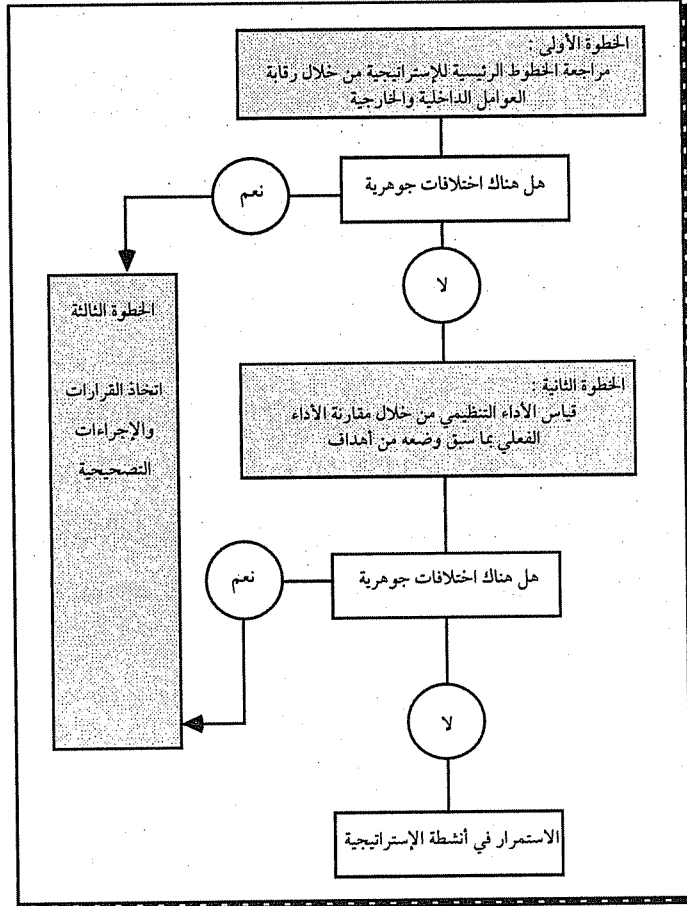 الخطوة الأولى :
مراجعة الخطوط الرئيسية للإستراتيجية من خلال رقابة
العوامل الداخلية والخارجية
هل هناك اختلافات جوهرية
نعم
لا
الخطوة الثالثة
اتخاذ القرارات
والإجراءات
التصحيحية
الخطوة الثانية :
قياس الأداء التنظيمي من خلال مقارنة الأداء
الفعلي بما سبق وضعه من أهداف
هل هناك اختلافات جوهرية
نعم
لا
الاستمرار في أنشطة الإستراتيجية